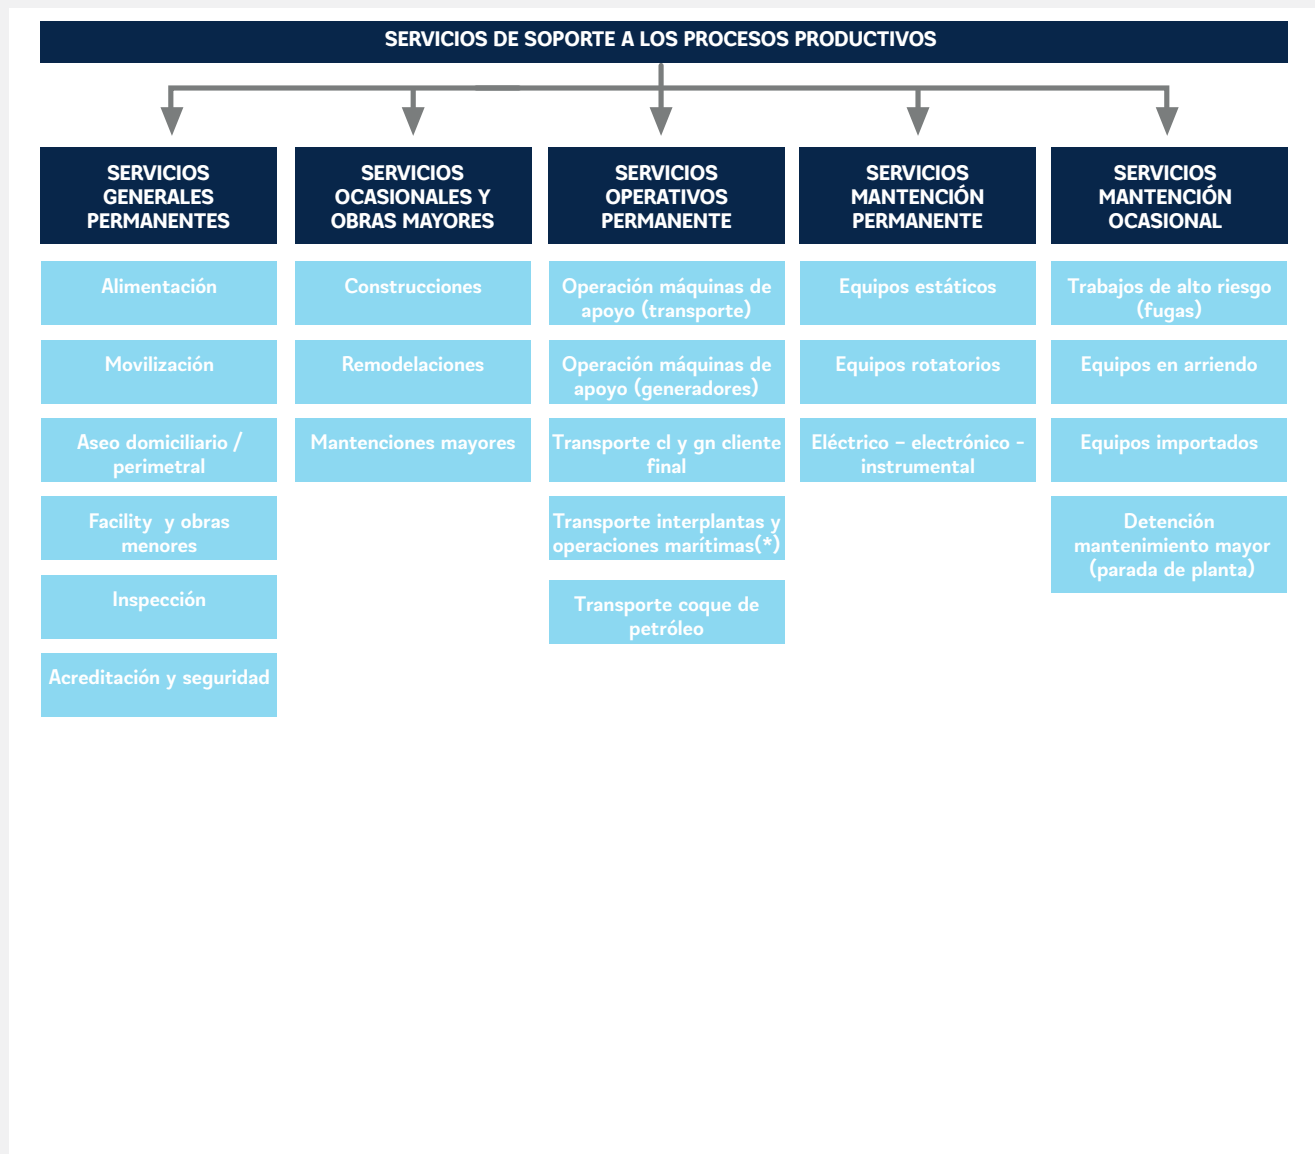 SERVICIOS DE SOPORTE A LOS PROCESOS PRODUCTIVOS
SERVICIOS
GENERALES
PERMANENTES
Alimentación
Movilización
Aseo domiciliario /
perimetral
Facility y obras
menores
Inspección
Acreditación y seguridad
SERVICIOS
OCASIONALES Y
OBRAS MAYORES
Construcciones
Remodelaciones
Mantenciones mayores
SERVICIOS
OPERATIVOS
PERMANENTE
Operación máquinas de
apoyo (transporte)
Operación máquinas de
apoyo (generadores)
Transporte cl y gn cliente
final
Transporte interplantas y
operaciones marítimas(*)
Transporte coque de
petróleo
SERVICIOS
MANTENCIÓN
PERMANENTE
Equipos estáticos
Equipos rotatorios
Eléctrico – electrónico -
instrumental
SERVICIOS
MANTENCIÓN
OCASIONAL
Trabajos de alto riesgo
(fugas)
Equipos en arriendo
Equipos importados
Detención
mantenimiento mayor
(parada de planta)